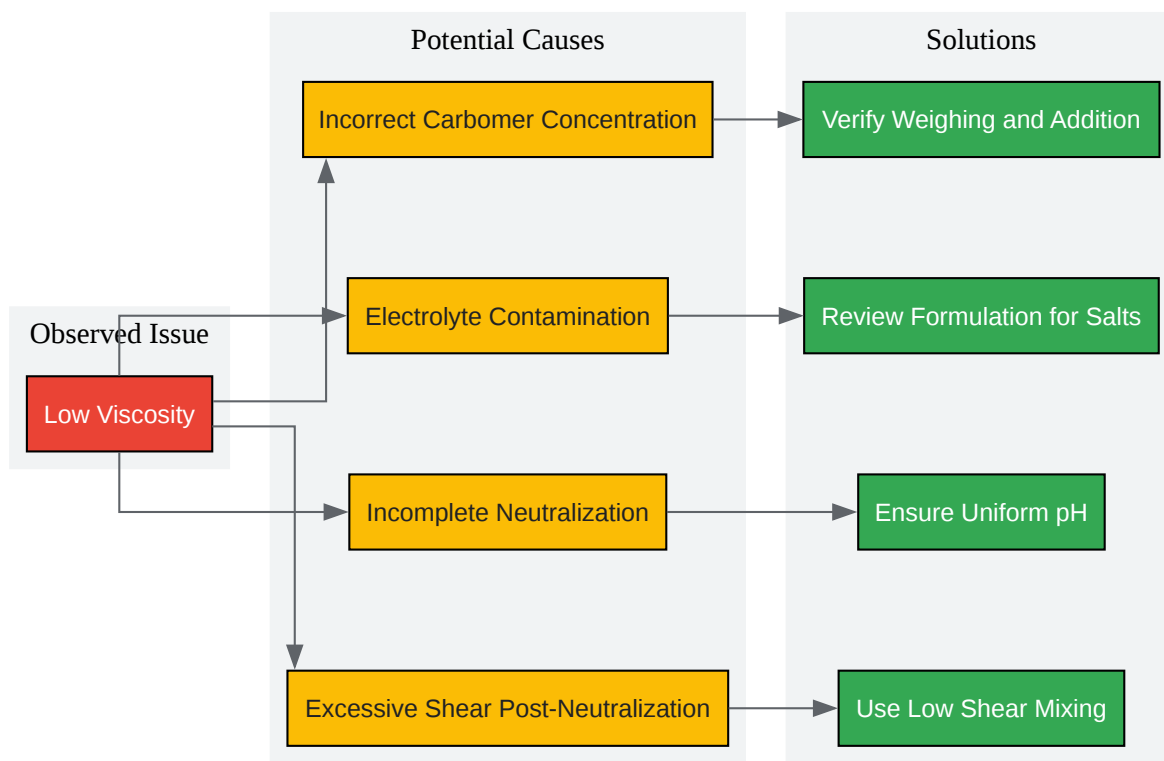 Potential Causes
Solutions
Incorrect Carbomer Concentration
Verify Weighing and Addition
Electrolyte Contamination
Review Formulation for Salts
Observed Issue
Low Viscosity
Incomplete Neutralization
Ensure Uniform pH
Excessive Shear Post-Neutralization
Use Low Shear Mixing